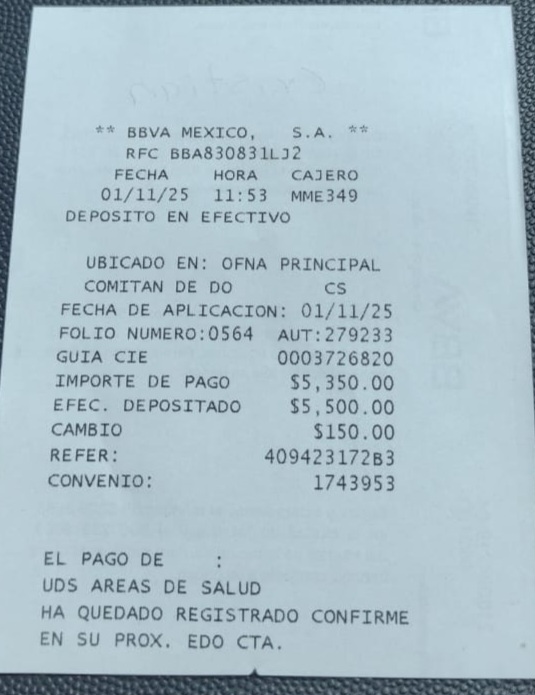 ** BBVA MEXICO, S.A. **
RFC BBA830831LJ2
FECHA HORA CAJERO
01/11/25 11:53 MME349
DEPOSITO EN EFECTIVO
UBICADO EN: OFNA PRINCIPAL
COMITAN DE DO CS
FECHA DE APLICACION: 01/11/25
FOLIO NUMERO:0564 AUT:279233
GUIA CIE 0003726820
IMPORTE DE PAGO $5,350.00
EFEC. DEPOSITADO $5,500.00
CAMBIO $150.00
REFER: 409423172B3
CONVENIO: 1743953
EL PAGO DE :
UDS AREAS DE SALUD
HA QUEDADO REGISTRADO CONFIRME
EN SU PROX. EDO CTA.